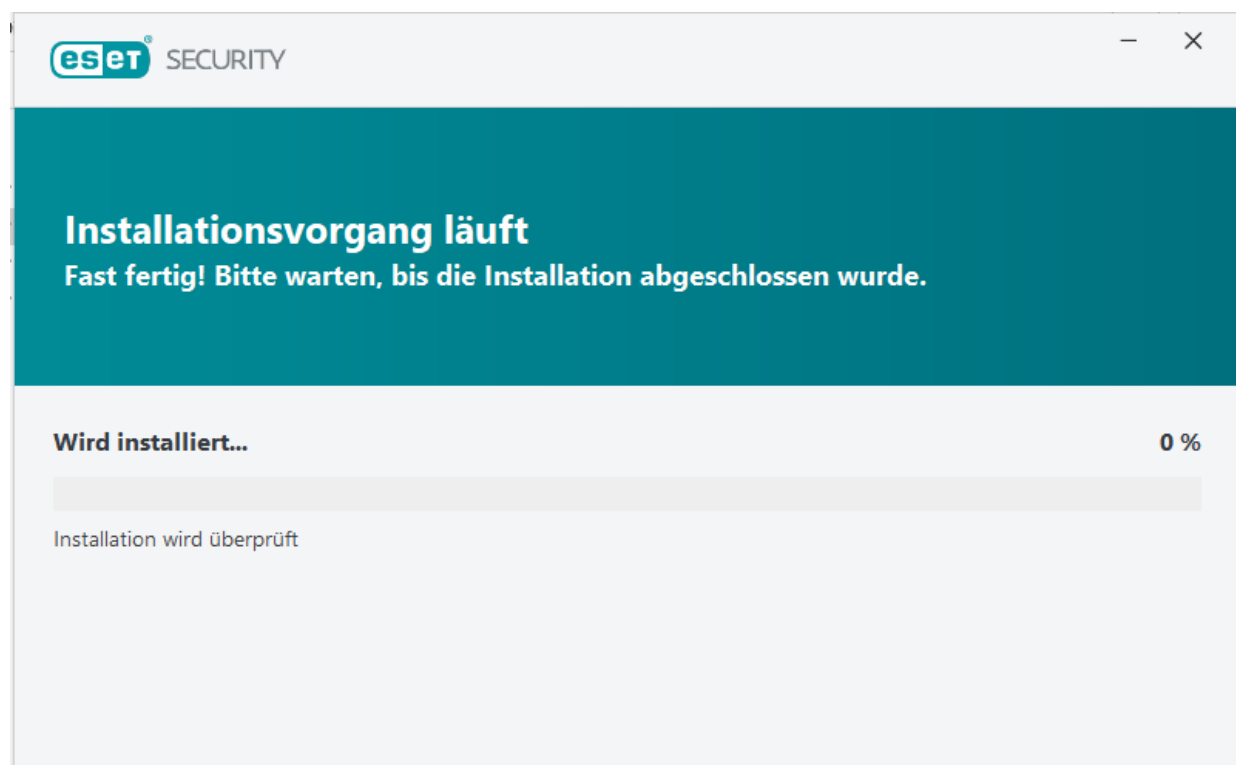 eset® SECURITY
Installationsvorgang läuft
Fast fertig! Bitte warten, bis die Installation abgeschlossen wurde.
Wird installiert... 0 %
Installation wird überprüft